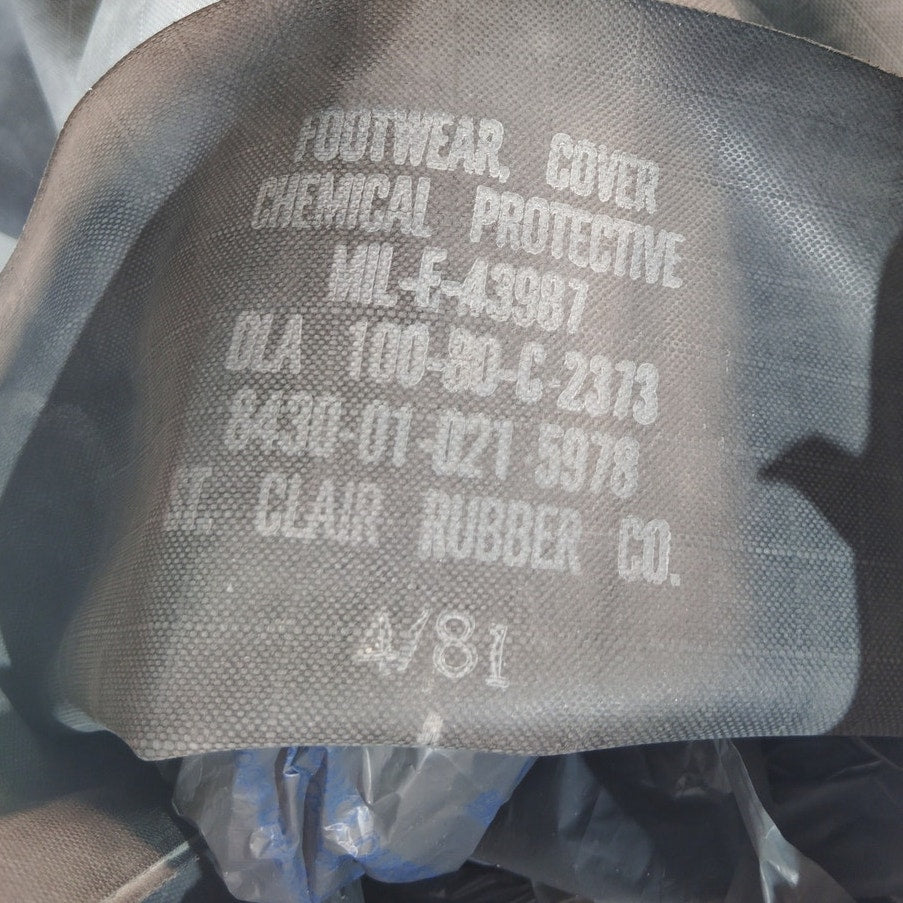 FOOTWEAR, COVER
CHEMICAL PROTECTIVE
MIL-F-43987
DLA 100-80-C-2373
8430-01-021 5978
ST. CLAIR RUBBER CO.
4/81